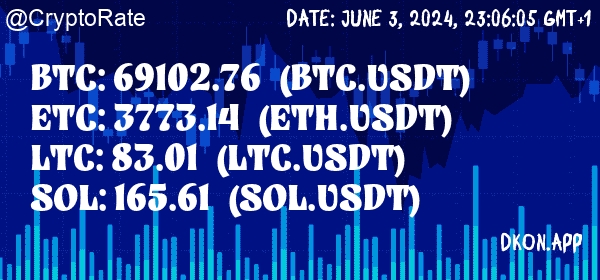 @CryptoRate
DATE: JUNE 3, 2024, 23:06:05 GMT+1
BTC: 69102.76 (BTC.USDT)
ETC: 3773.14 (ETH.USDT)
LTC: 83.01 (LTC.USDT)
SOL: 165.61 (SOL.USDT)
DKON.APP